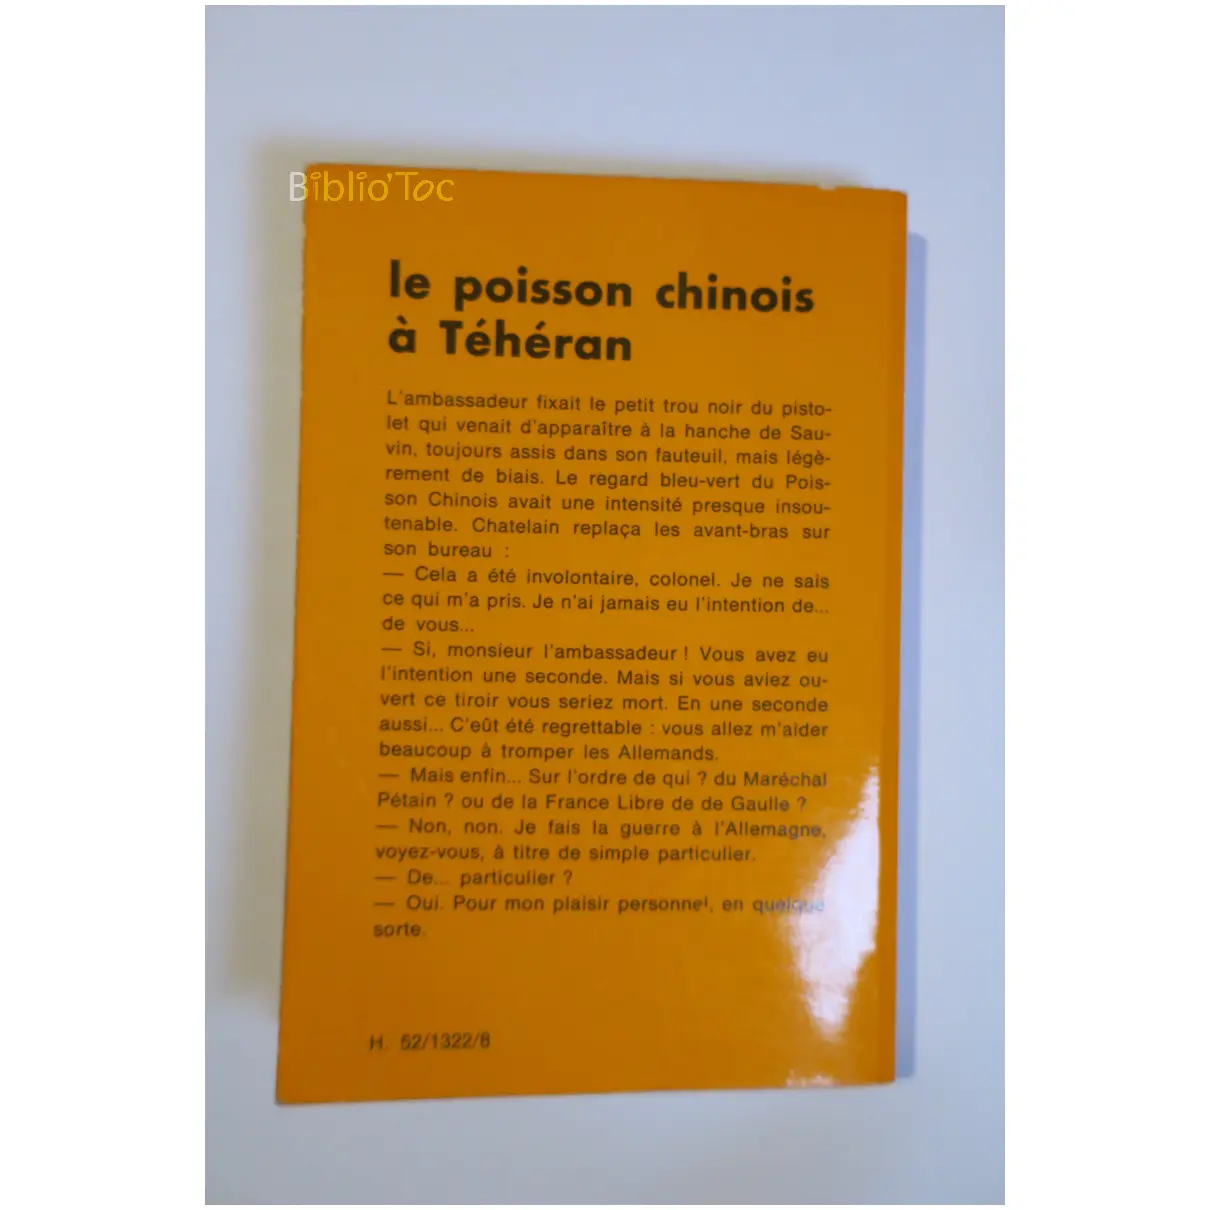 Biblio'Toc
le poisson chinois
à Téhéran
L'ambassadeur fixait le petit trou noir du pisto-
let qui venait d'apparaître à la hanche de Sau-
vin, toujours assis dans son fauteuil, mais légè-
rement de biais. Le regard bleu-vert du Pois-
son Chinois avait une intensité presque insou-
tenable. Chatelain replaça les avant-bras sur
son bureau :
— Cela a été involontaire, colonel. Je ne sais
ce qui m'a pris. Je n'ai jamais eu l'intention de...
de vous...
— Si, monsieur l'ambassadeur ! Vous avez eu
l'intention une seconde. Mais si vous aviez ou-
vert ce tiroir vous seriez mort. En une seconde
aussi... C'eût été regrettable : vous allez m'aider
beaucoup à tromper les Allemands.
— Mais enfin... Sur l'ordre de qui ? du Maréchal
Pétain ? ou de la France Libre de de Gaulle ?
— Non, non. Je fais la guerre à l'Allemagne,
voyez-vous, à titre de simple particulier.
— De... particulier ?
— Oui. Pour mon plaisir personnel, en quelque
sorte.
H. 52/1322/8